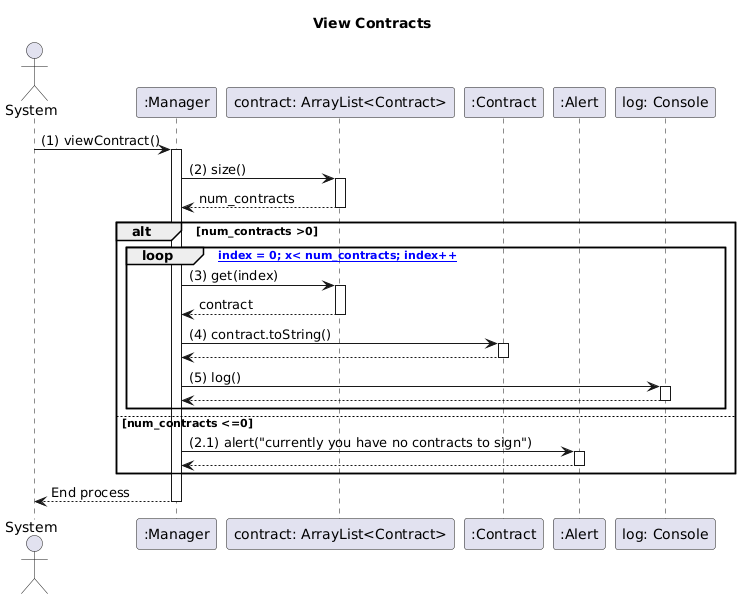 View Contracts
System
:Manager
contract: ArrayList<Contract>
:Contract
:Alert
log: Console
(1) viewContract()
(2) size()
num_contracts
alt
[num_contracts >0]
loop
index = 0; x< num_contracts; index++
(3) get(index)
contract
(4) contract.toString()
(5) log()
[num_contracts <=0]
(2.1) alert("currently you have no contracts to sign")
End process
System
:Manager
contract: ArrayList<Contract>
:Contract
:Alert
log: Console